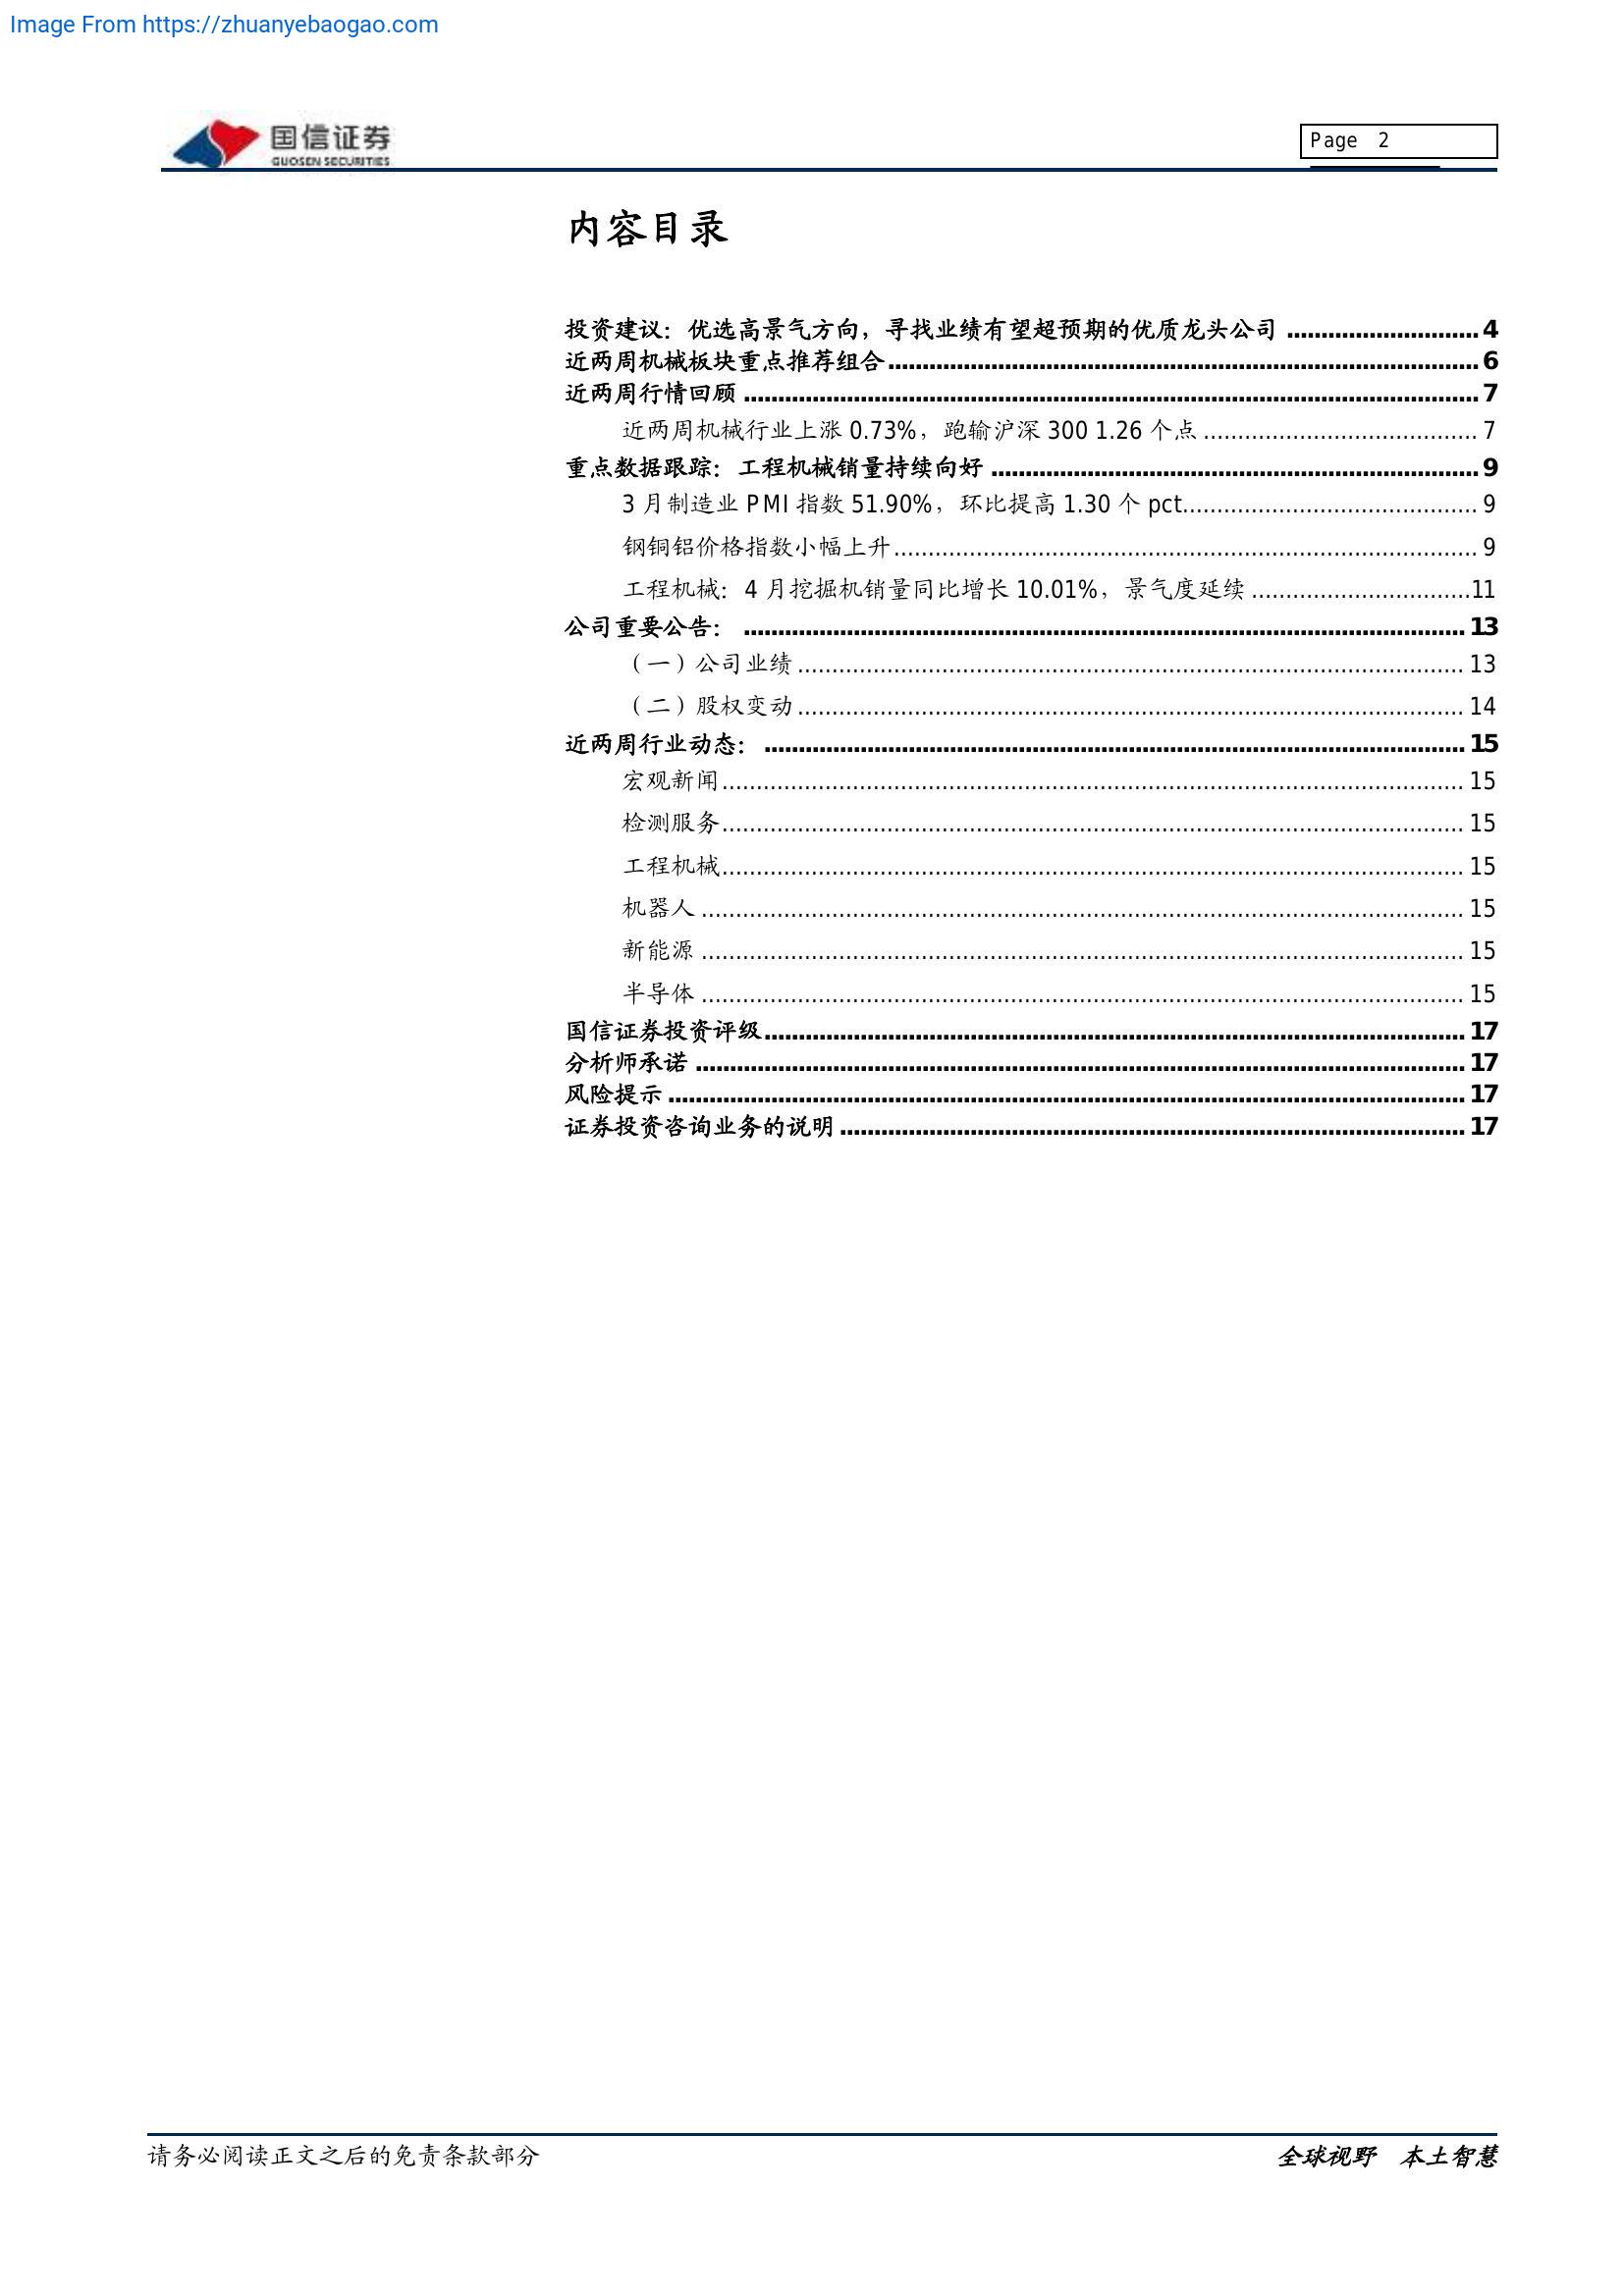 Image From https://zhuanyebaogao.com
国信证券
GUOSEN SECURITIES
Page 2
内容目录
投资建议：优选高景气方向，寻找业绩有望超预期的优质龙头公司 ............................ 4
近两周机械板块重点推荐组合 ...................................................................................... 6
近两周行情回顾 ........................................................................................................... 7
近两周机械行业上涨 0.73%，跑输沪深 300 1.26 个点 ........................................ 7
重点数据跟踪：工程机械销量持续向好 ....................................................................... 9
3 月制造业 PMI 指数 51.90%，环比提高 1.30 个 pct........................................... 9
钢铜铝价格指数小幅上升..................................................................................... 9
工程机械：4 月挖掘机销量同比增长 10.01%，景气度延续 ................................11
公司重要公告： ......................................................................................................... 13
（一）公司业绩 ................................................................................................. 13
（二）股权变动 ................................................................................................. 14
近两周行业动态： ...................................................................................................... 15
宏观新闻............................................................................................................ 15
检测服务............................................................................................................ 15
工程机械............................................................................................................ 15
机器人 ............................................................................................................... 15
新能源 ............................................................................................................... 15
半导体 ............................................................................................................... 15
国信证券投资评级...................................................................................................... 17
分析师承诺 ................................................................................................................ 17
风险提示 .................................................................................................................... 17
证券投资咨询业务的说明 ........................................................................................... 17
请务必阅读正文之后的免责条款部分
全球视野 本土智慧